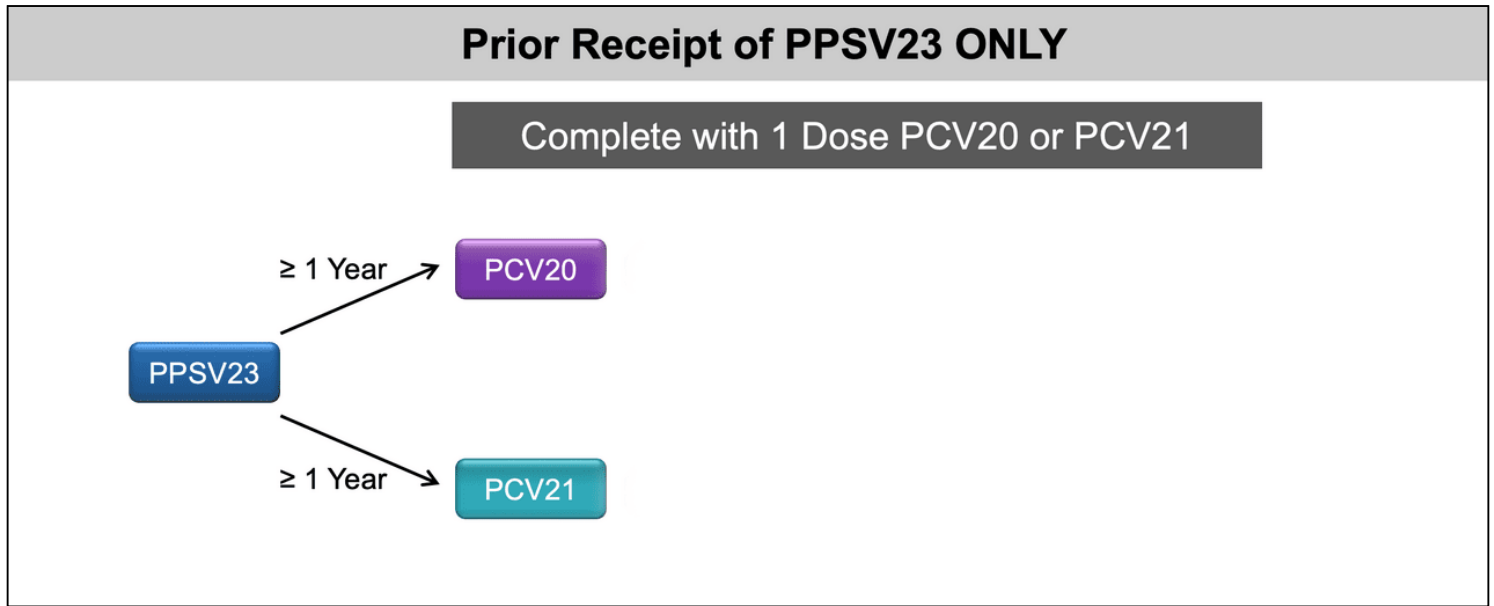 Prior Receipt of PPSV23 ONLY
Complete with 1 Dose PCV20 or PCV21
≥ 1 Year
PCV20
PPSV23
≥ 1 Year
PCV21